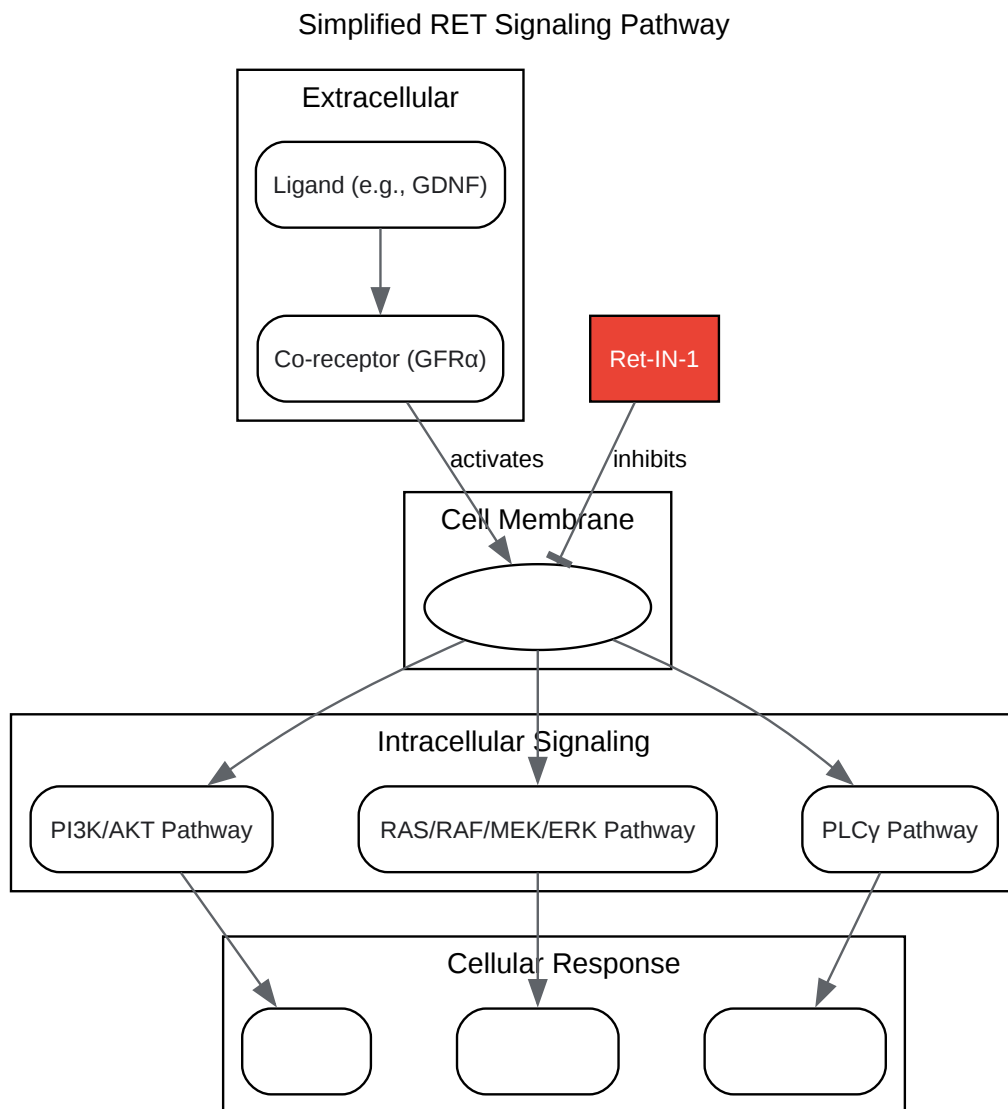 Simplified RET Signaling Pathway
Extracellular
Ligand (e.g., GDNF)
Co-receptor (GFRα)
Ret-IN-1
activates
inhibits
Cell Membrane
Intracellular Signaling
PI3K/AKT Pathway
RAS/RAF/MEK/ERK Pathway
PLCγ Pathway
Cellular Response